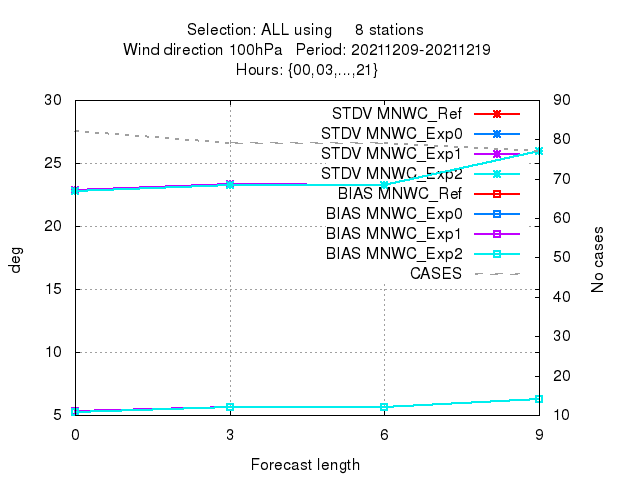 Selection: ALL using     8 stations
Wind direction 100hPa   Period: 20211209-20211219
Hours: {00,03,...,21}
30
25
20
15
10
5
deg
0
3
6
9
Forecast length
90
80
70
60
50
40
30
20
10
No cases
STDV MNWC_Ref
STDV MNWC_Exp0
STDV MNWC_Exp1
STDV MNWC_Exp2
BIAS MNWC_Ref
BIAS MNWC_Exp0
BIAS MNWC_Exp1
BIAS MNWC_Exp2
CASES